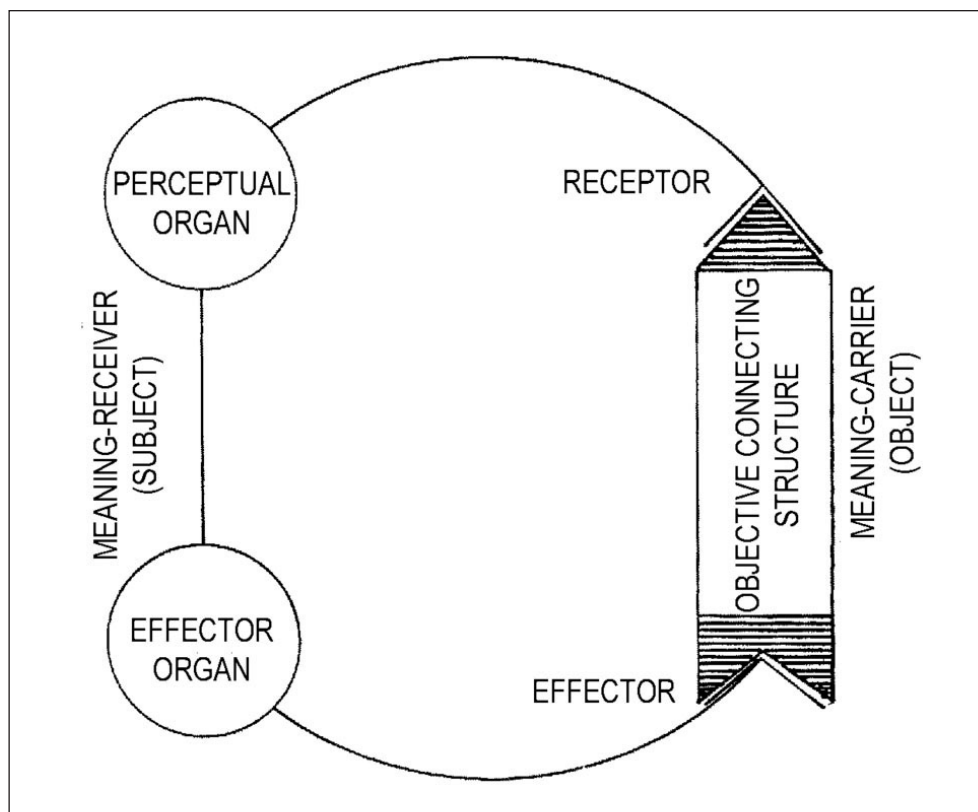 PERCEPTUAL
ORGAN
RECEPTOR
MEANING-RECEIVER
(SUBJECT)
OBJECTIVE CONNECTING
STRUCTURE
MEANING-CARRIER
(OBJECT)
EFFECTOR
ORGAN
EFFECTOR